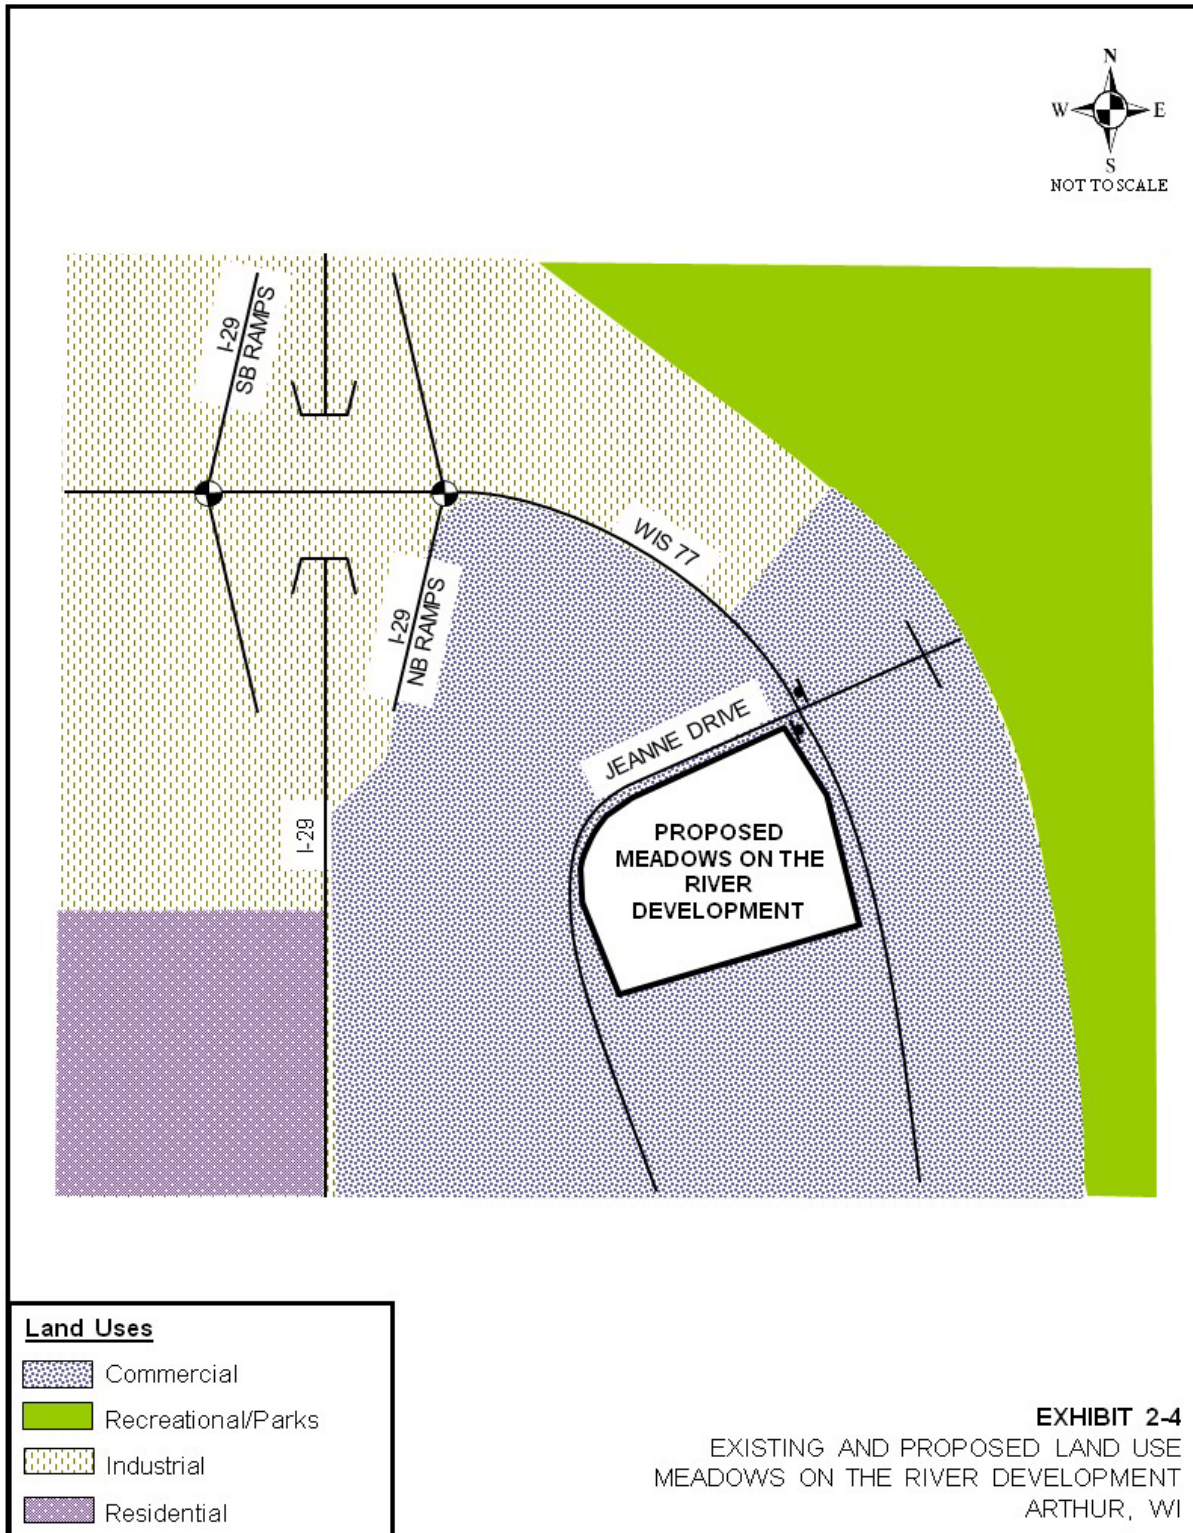 N
W E
S
NOT TO SCALE
I-29
SB RAMPS
WIS 77
I-29
NB RAMPS
JEANNE DRIVE
I-29
PROPOSED
MEADOWS ON THE
RIVER
DEVELOPMENT
Land Uses
Commercial
Recreational/Parks
Industrial
Residential
EXHIBIT 2-4
EXISTING AND PROPOSED LAND USE
MEADOWS ON THE RIVER DEVELOPMENT
ARTHUR, WI